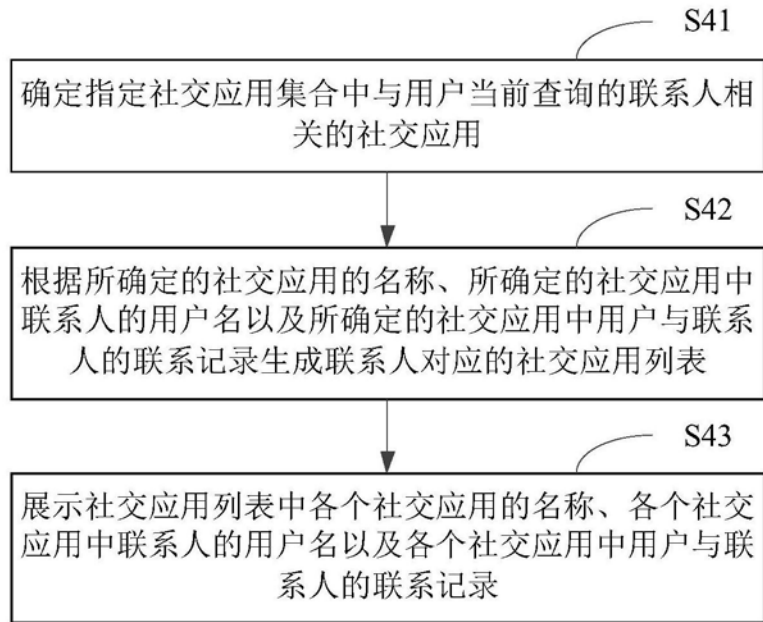 S41
确定指定社交应用集合中与用户当前查询的联系人相
关的社交应用
S42
根据所确定的社交应用的名称、所确定的社交应用中
联系人的用户名以及所确定的社交应用中用户与联系
人的联系记录生成联系人对应的社交应用列表
S43
展示社交应用列表中各个社交应用的名称、各个社交
应用中联系人的用户名以及各个社交应用中用户与联
系人的联系记录